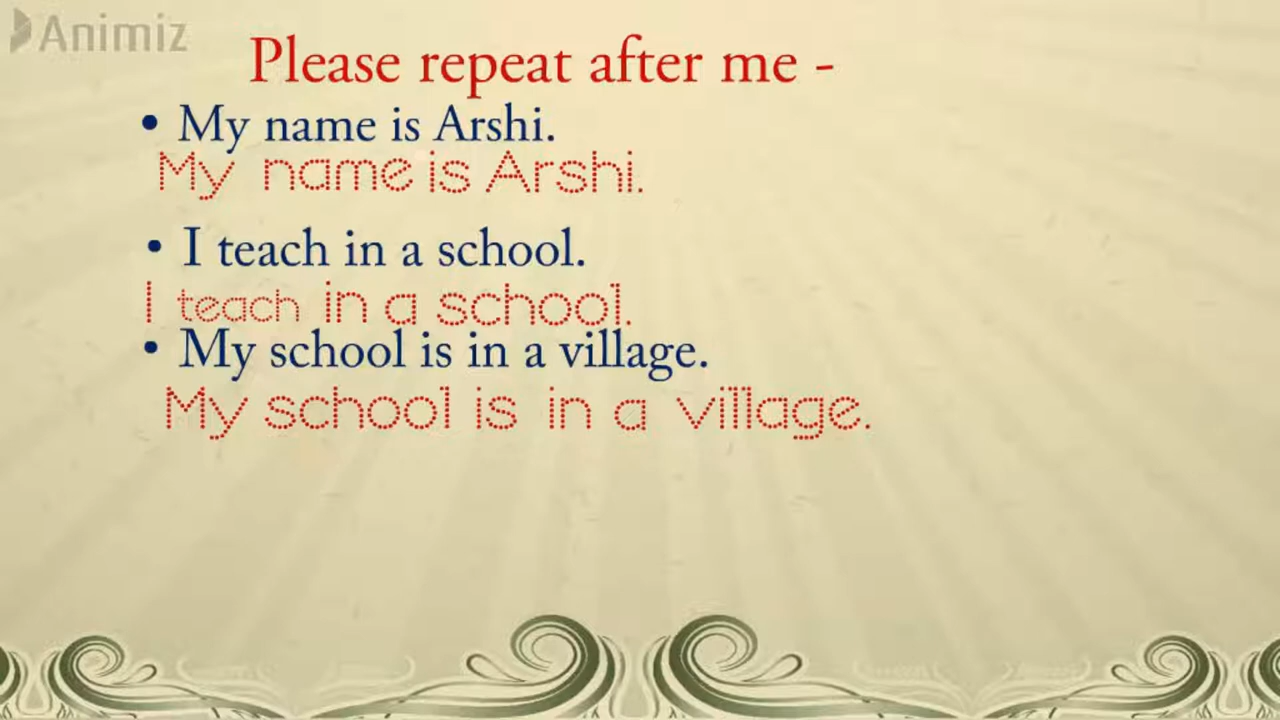 Animiz
Please repeat after me -
• My name is Arshi.
My name is Arshi.
• I teach in a school.
I teach in a school.
• My school is in a village.
My school is in a village.